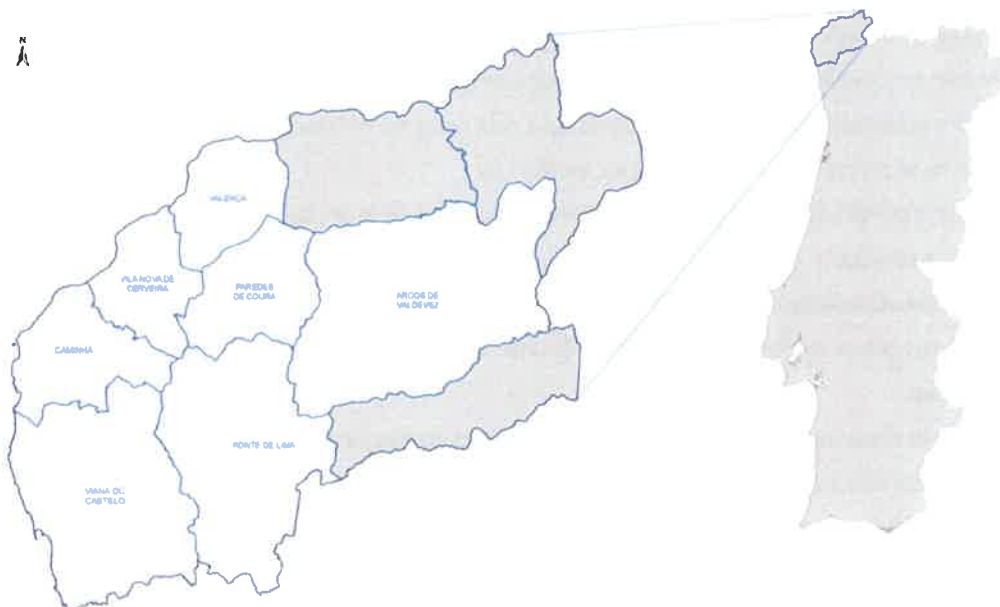 N
VALENÇA
VILA NOVA DE
CERVEIRA
PAREDES
DE COURA
ARCOS DE
VALDEVEZ
CAMINHA
PONTE DE LIMA
VIANA DO
CASTELO